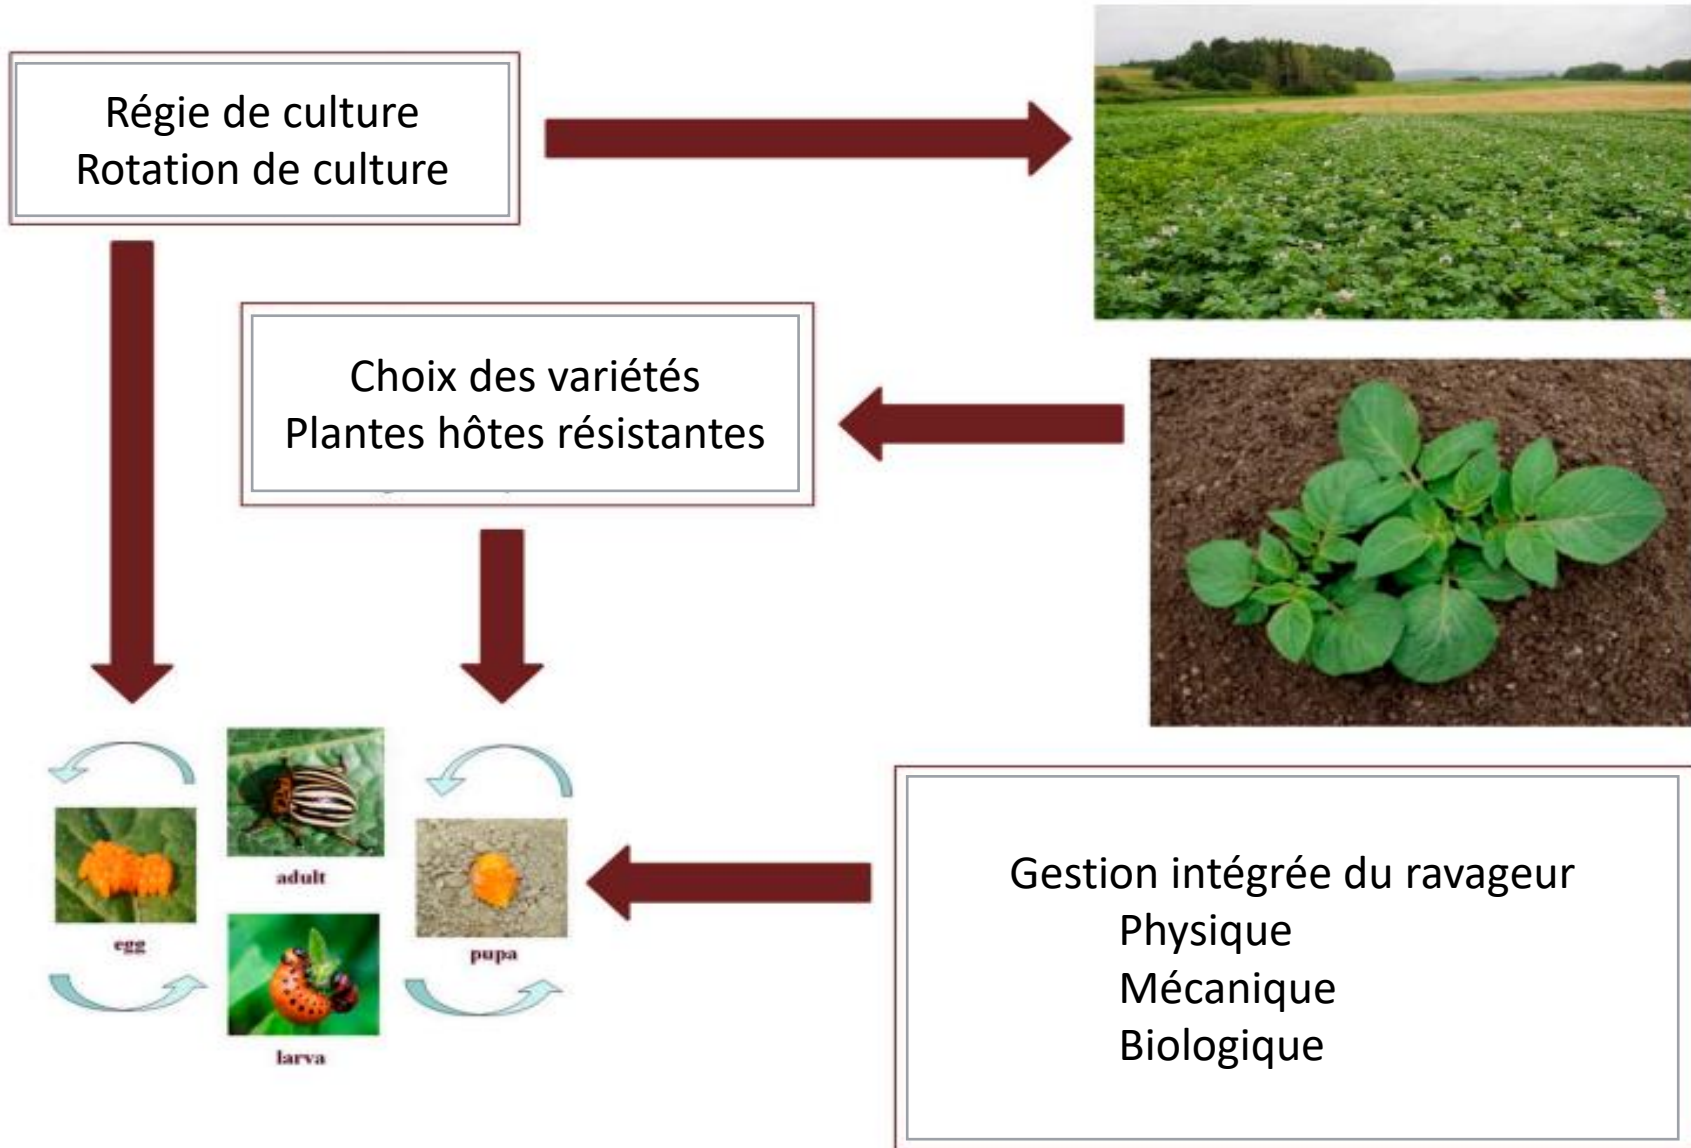 Régie de culture
Rotation de culture
Choix des variétés
Plantes hôtes résistantes
adult
egg
pupa
larva
Gestion intégrée du ravageur
Physique
Mécanique
Biologique